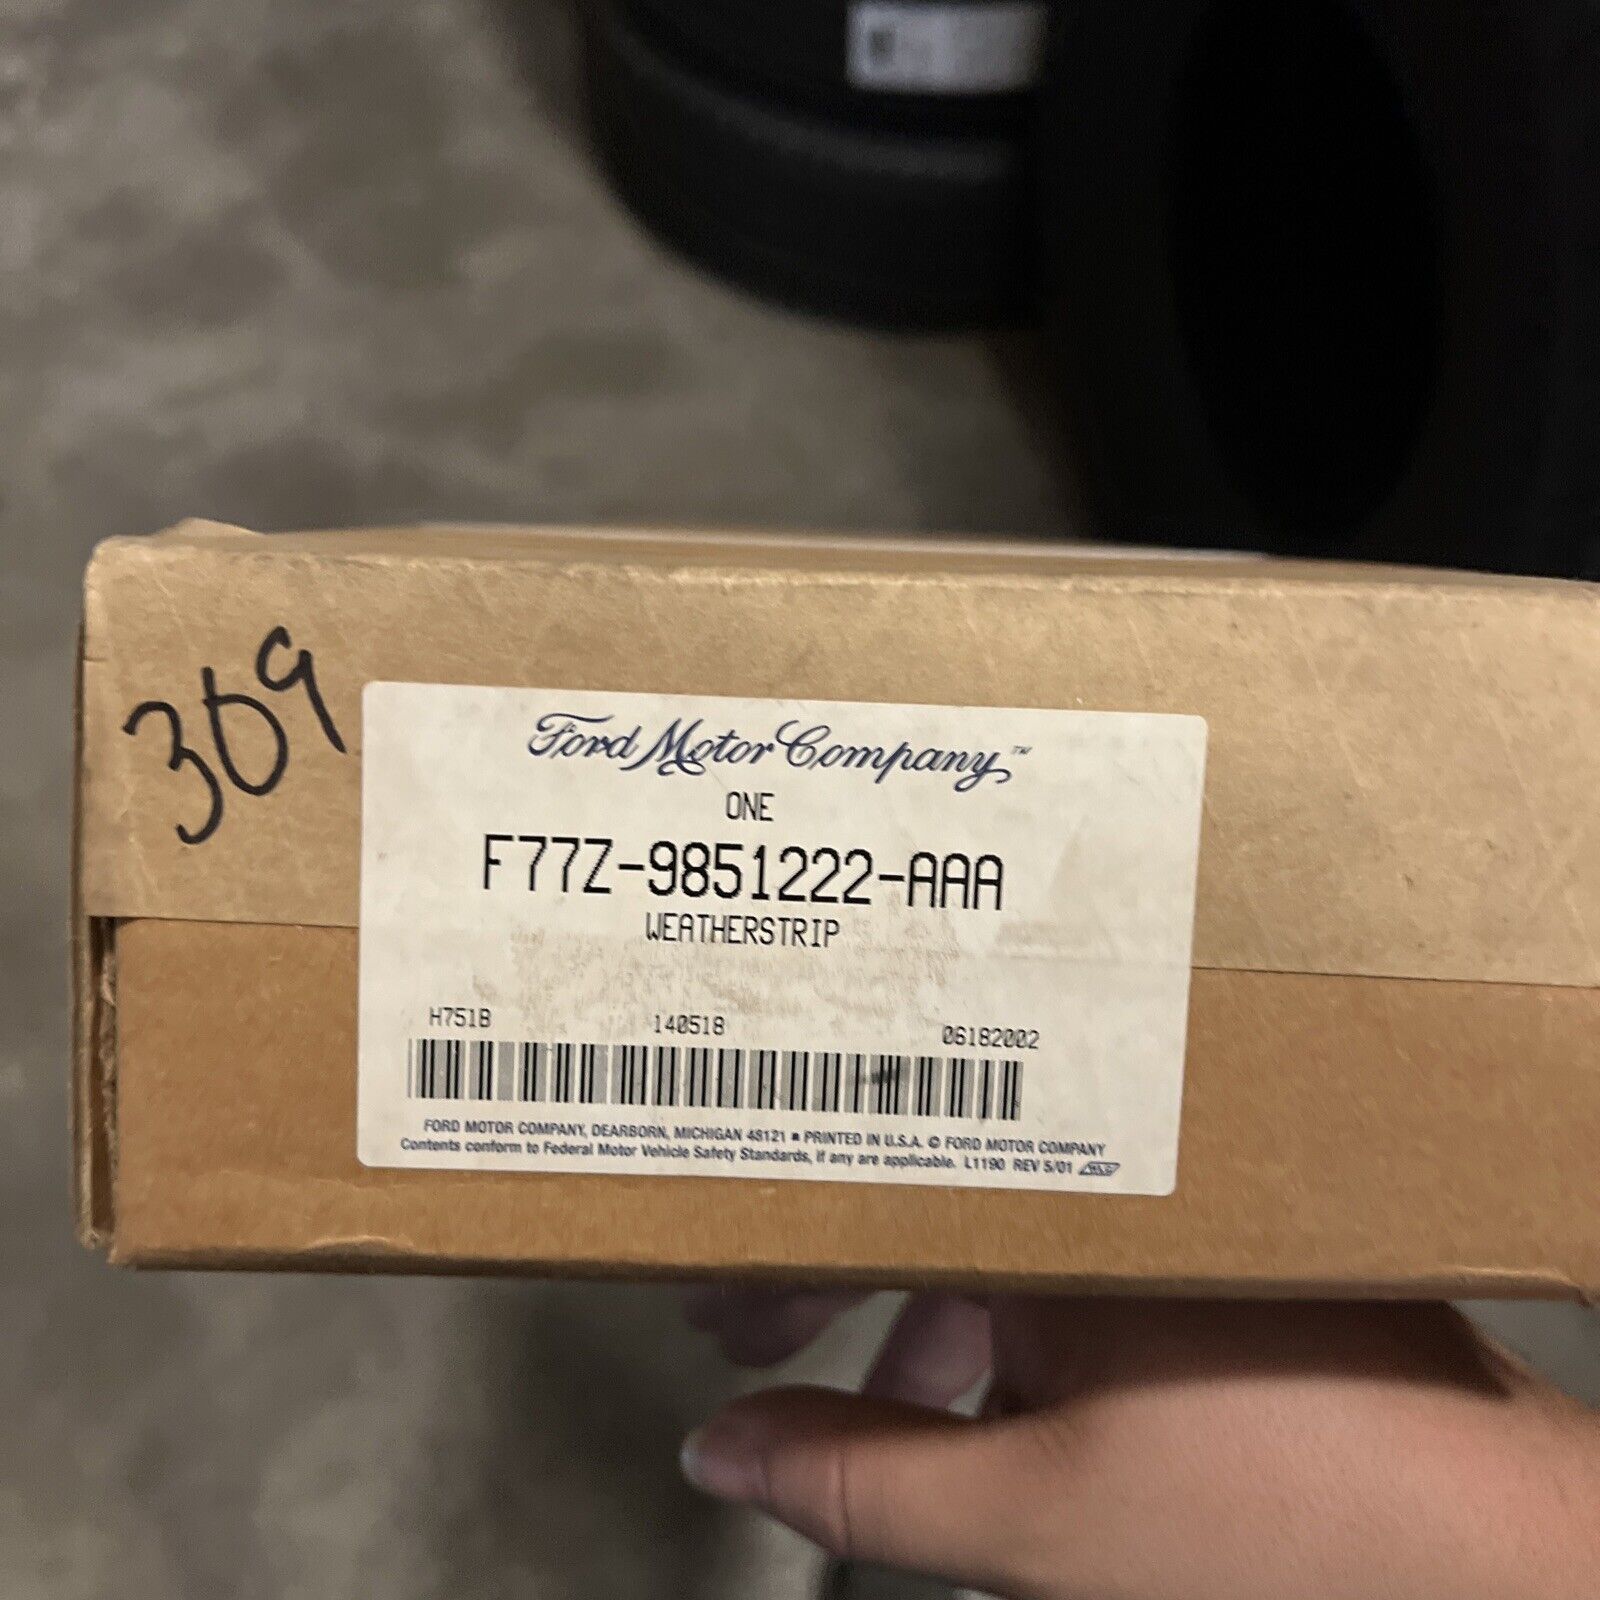 309
Ford Motor Company™
ONE
F77Z-9851222-AAA
WEATHERSTRIP
H751B 140518 06182002
FORD MOTOR COMPANY, DEARBORN, MICHIGAN 48121 ■ PRINTED IN U.S.A. © FORD MOTOR COMPANY
Contents conform to Federal Motor Vehicle Safety Standards, if any are applicable. L1190 REV 5/01